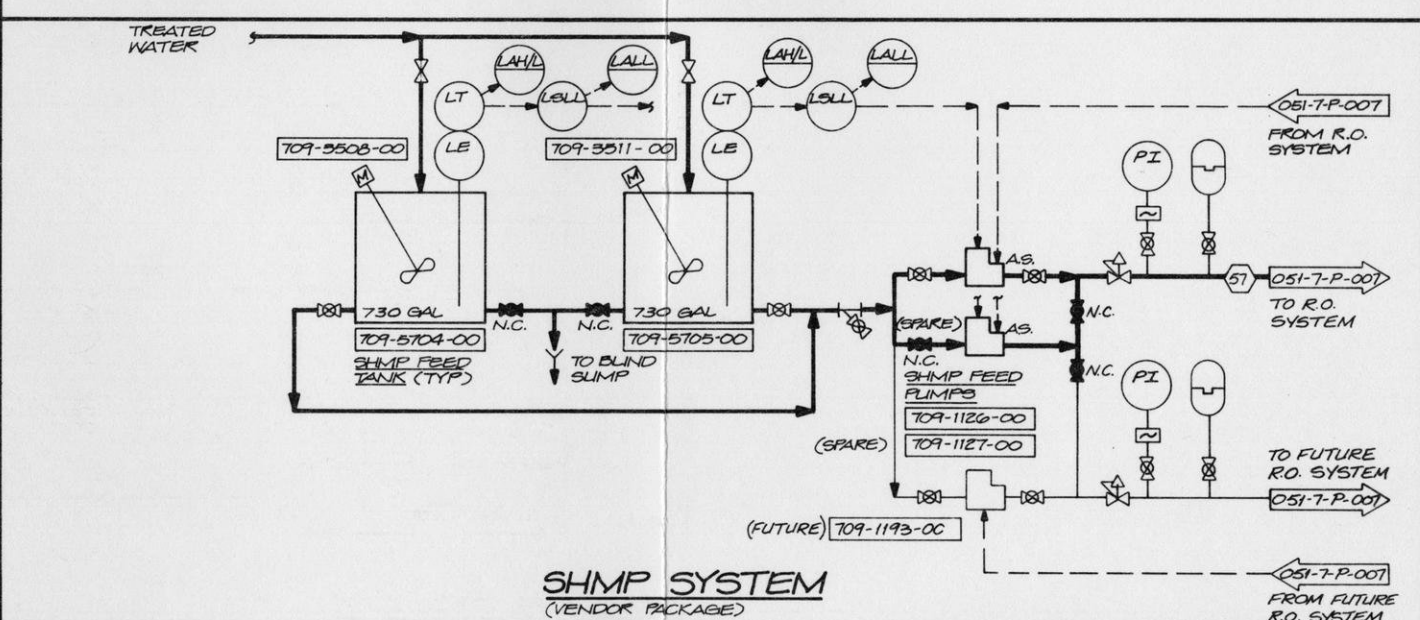 TREATED
WATER
LAH/L
LALL
LAH/L
LALL
LT
LSLL
LT
LSLL
051-7-P-007
FROM R.O.
SYSTEM
709-3508-00
LE
709-3511-00
LE
PI
M
M
A.S.
57
051-7-P-007
TO R.O.
SYSTEM
730 GAL
N.C.
N.C.
730 GAL
(SPARE)
A.S.
N.C.
709-5704-00
709-5705-00
N.C.
N.C.
SHMP FEED
TANK (TYP)
TO BLIND
SUMP
SHMP FEED
PUMPS
PI
709-1126-00
(SPARE)
709-1127-00
TO FUTURE
R.O. SYSTEM
051-7-P-007
(FUTURE) 709-1193-00
SHMP SYSTEM
(VENDOR PACKAGE)
051-7-P-007
FROM FUTURE
R.O. SYSTEM